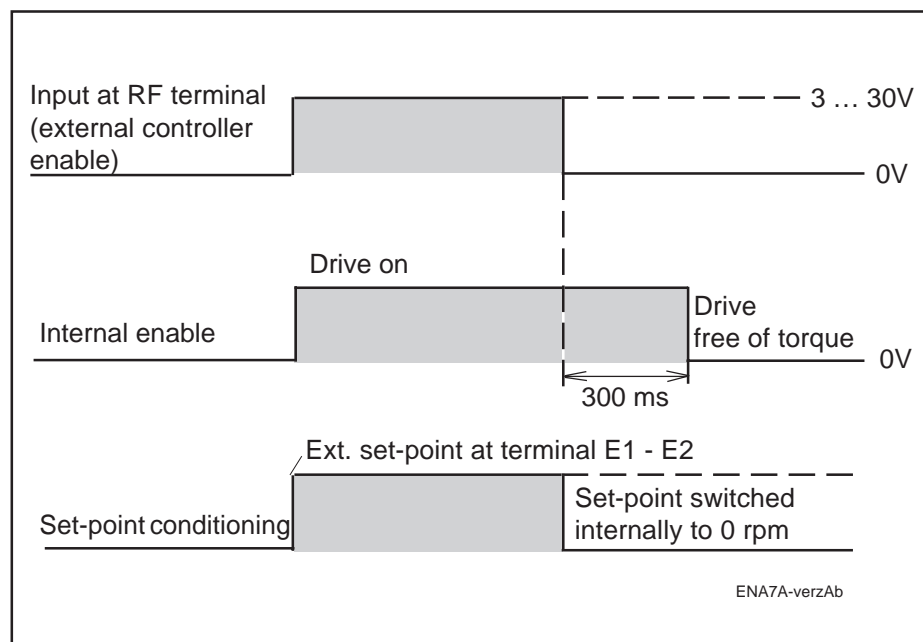 Input at RF terminal
(external controller
enable)
3 ... 30V
0V
Drive on
Internal enable
Drive
free of torque
0V
300 ms
Ext. set-point at terminal E1 - E2
Set-point conditioning
Set-point switched
internally to 0 rpm
ENA7A-verzAb